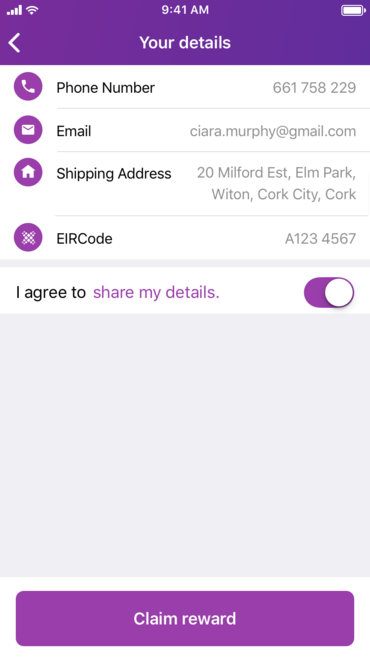 9:41 AM
Your details
Phone Number 661 758 229
Email ciara.murphy@gmail.com
Shipping Address 20 Milford Est, Elm Park,
Witon, Cork City, Cork
EIRCode A123 4567
I agree to share my details.
Claim reward